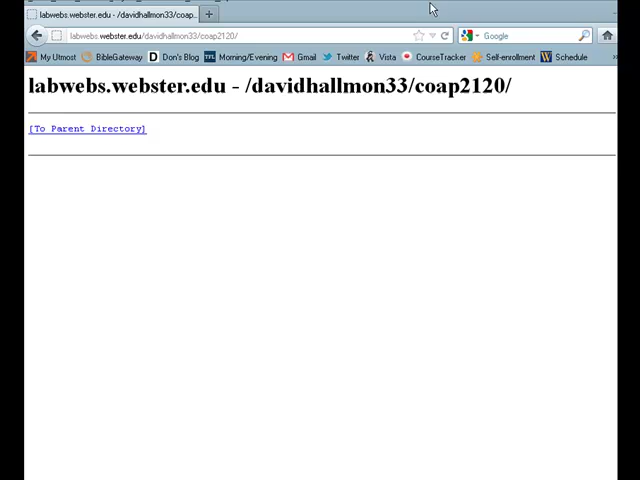 labwebs.webster.edu - /davidhallmon33/coap...
labwebs.webster.edu/davidhallmon33/coap2120/
Google
My Utmost BibleGateway Don's Blog Morning/Evening Gmail Twitter Vista CourseTracker Self-enrollment Schedule
labwebs.webster.edu - /davidhallmon33/coap2120/
[To Parent Directory]